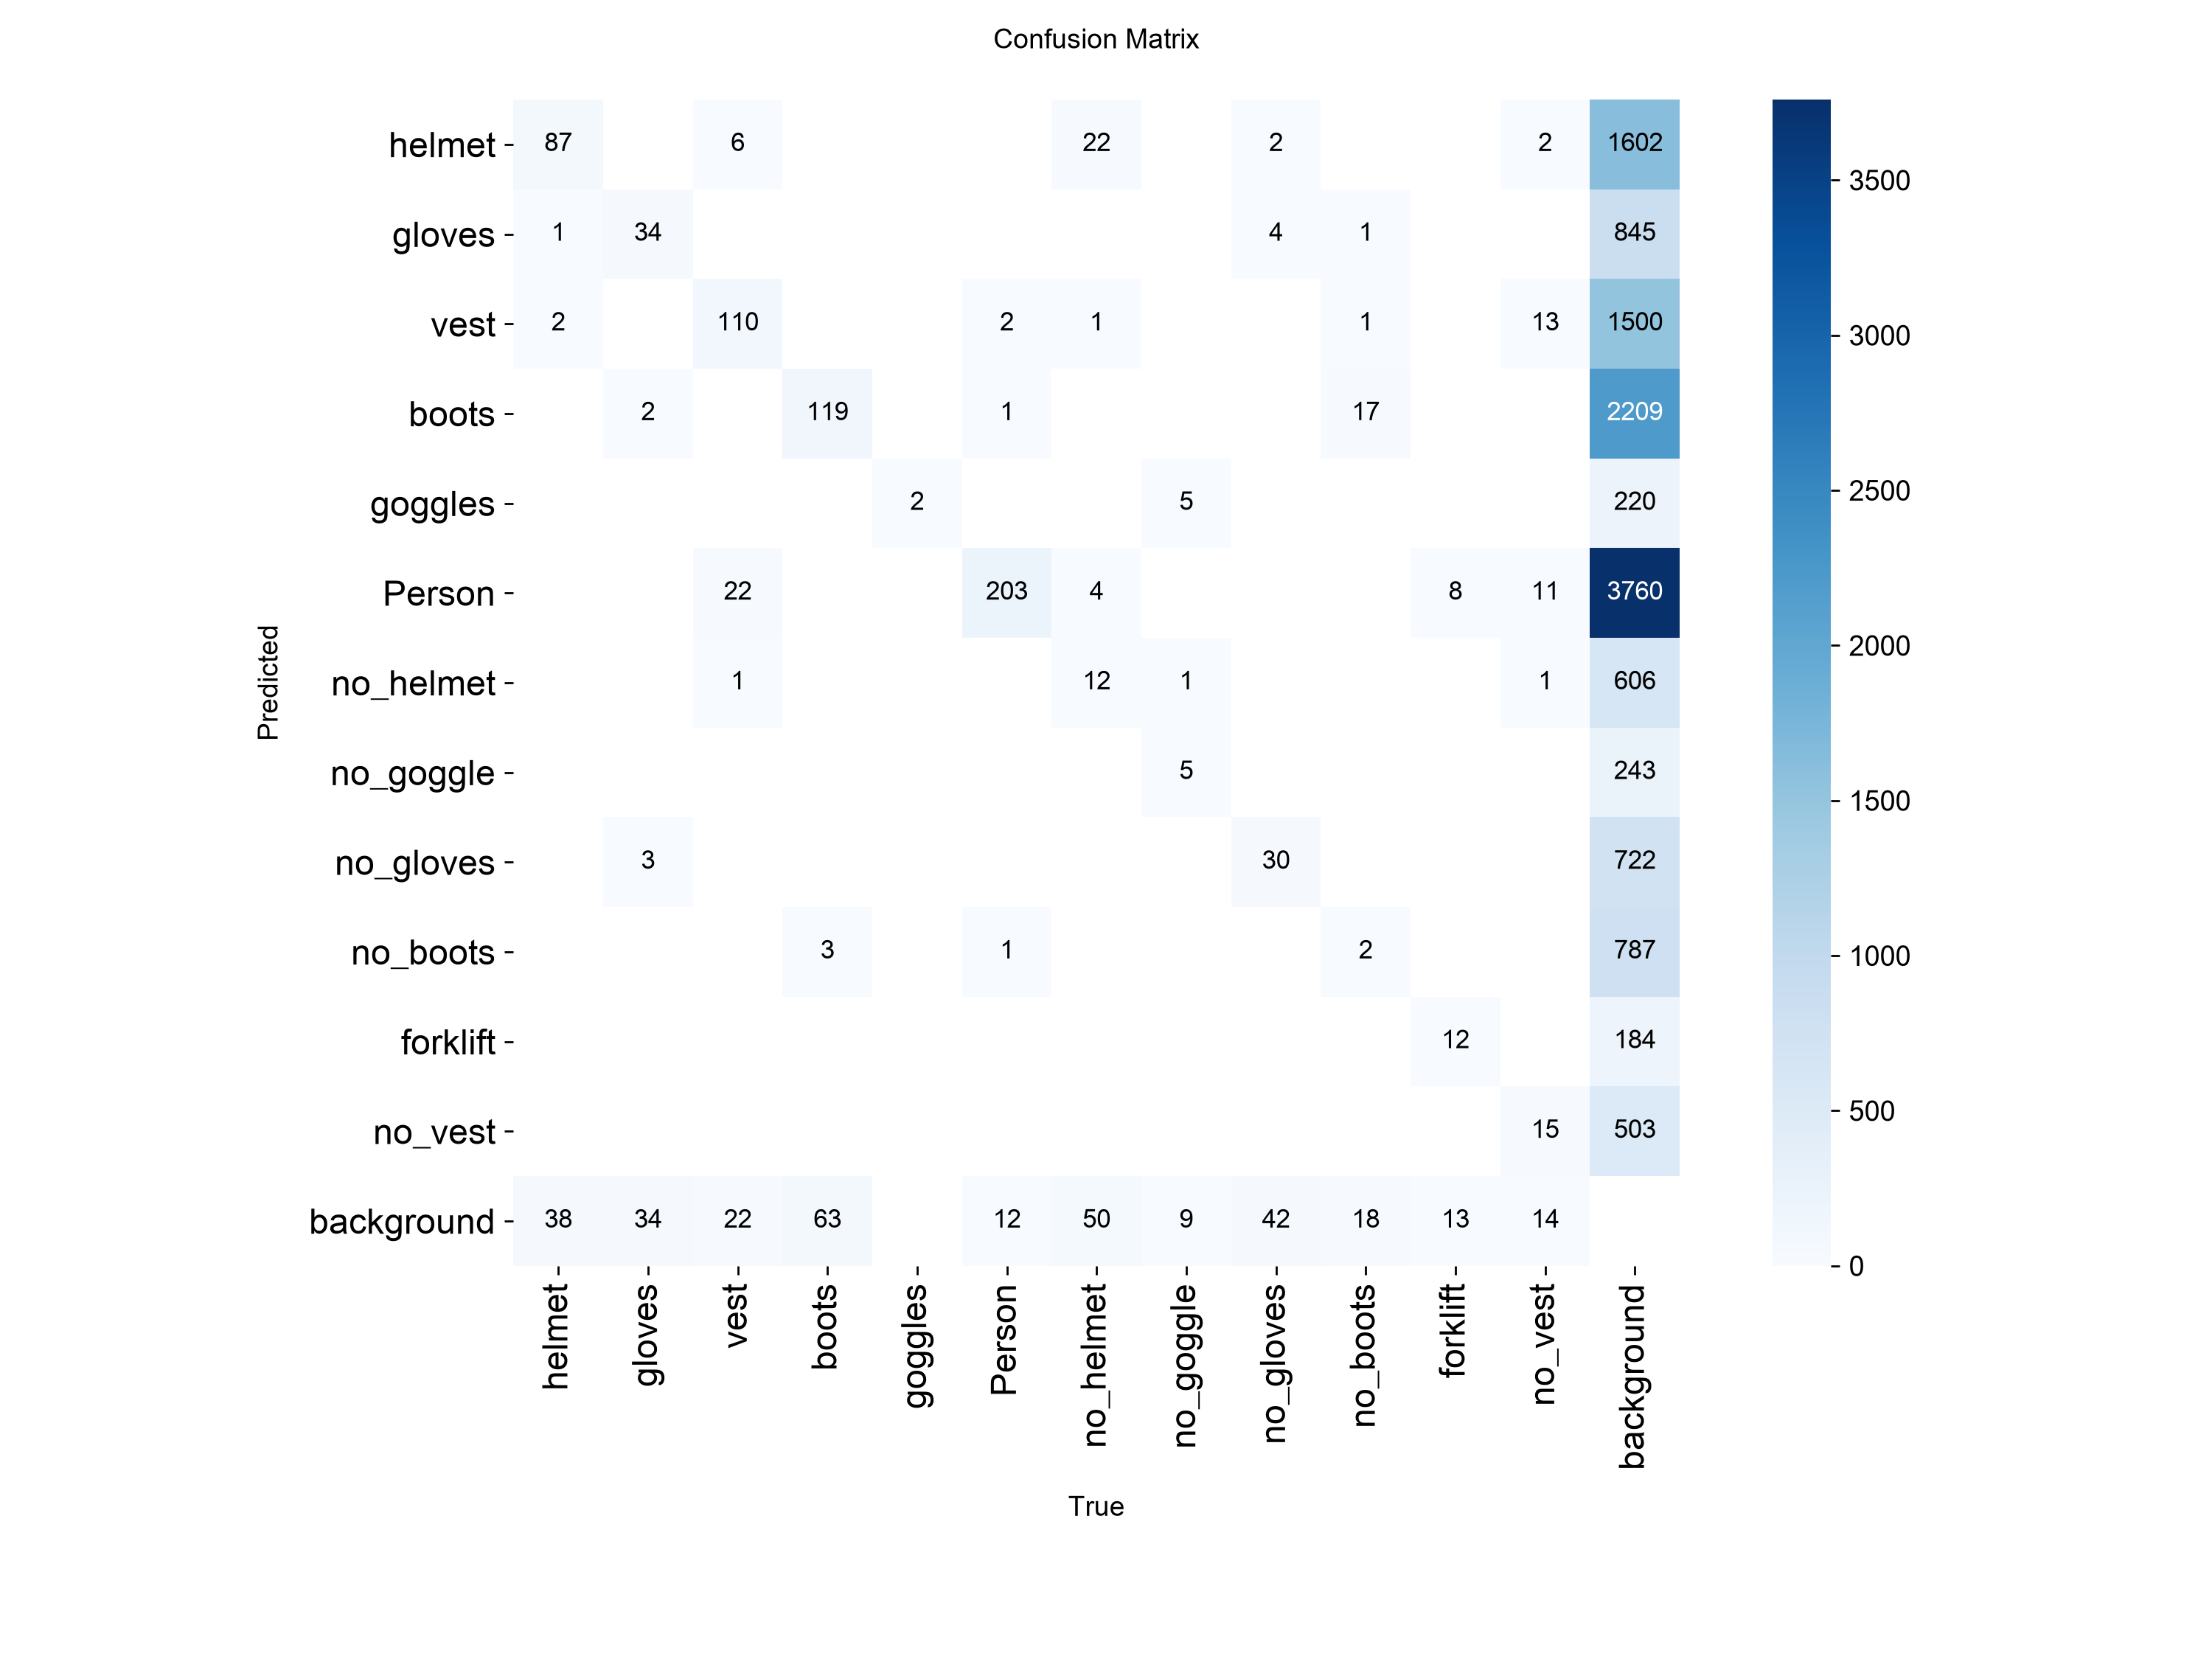 Confusion Matrix
helmet 87 6 22 2 2 1602
gloves 1 34 4 1 845
vest 2 110 2 1 1 13 1500
boots 2 119 1 17 2209
goggles 2 5 220
Person 22 203 4 8 11 3760
no_helmet 1 12 1 1 606
no_goggle 5 243
no_gloves 3 30 722
no_boots 3 1 2 787
forklift 12 184
no_vest 15 503
background 38 34 22 63 12 50 9 42 18 13 14
helmet gloves vest boots goggles Person no_helmet no_goggle no_gloves no_boots forklift no_vest background
Predicted
True
3500
3000
2500
2000
1500
1000
500
0